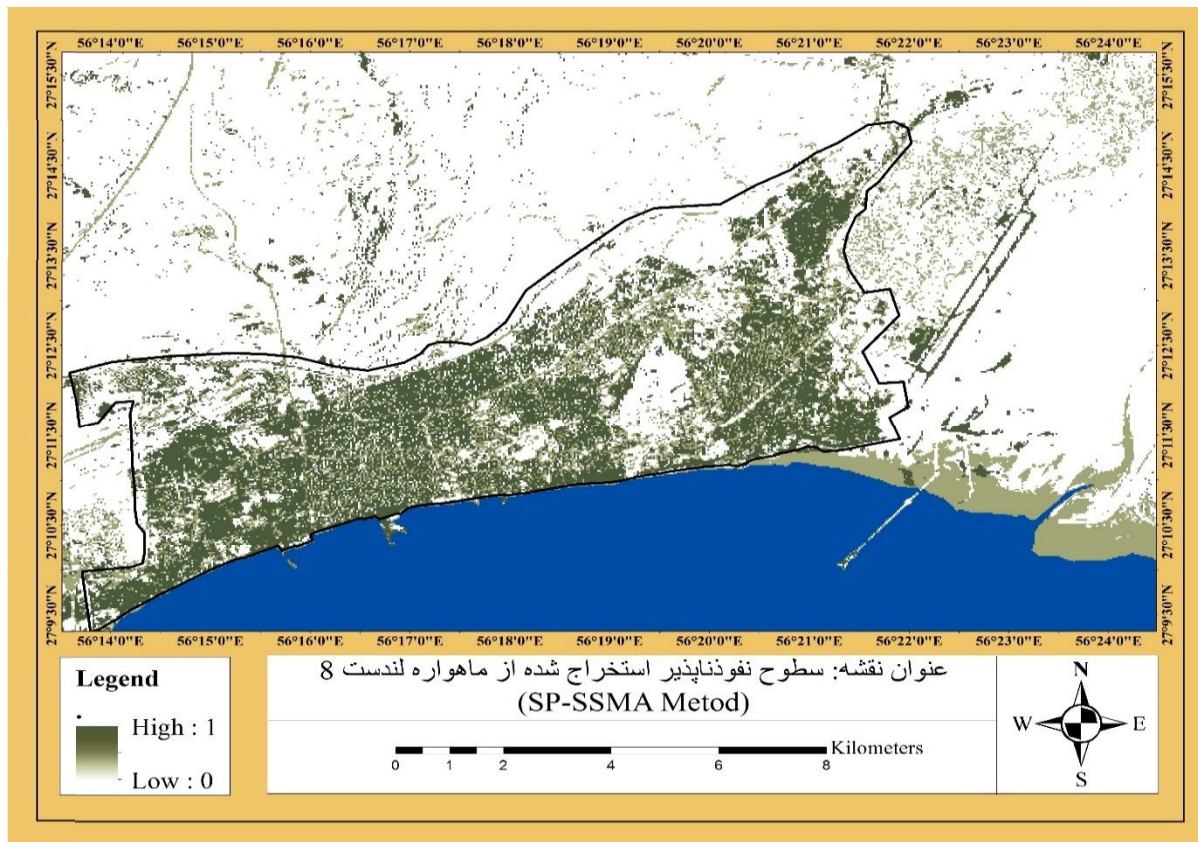 56°14'0"E 56°15'0"E 56°16'0"E 56°17'0"E 56°18'0"E 56°19'0"E 56°20'0"E 56°21'0"E 56°22'0"E 56°23'0"E 56°24'0"E
27°15'30"N
27°14'30"N
27°13'30"N
27°12'30"N
27°11'30"N
27°10'30"N
27°9'30"N
27°15'30"N
27°14'30"N
27°13'30"N
27°12'30"N
27°11'30"N
27°10'30"N
27°9'30"N
56°14'0"E 56°15'0"E 56°16'0"E 56°17'0"E 56°18'0"E 56°19'0"E 56°20'0"E 56°21'0"E 56°22'0"E 56°23'0"E 56°24'0"E
Legend
High : 1
Low : 0
عنوان نقشه: سطوح نفوذناپذیر استخراج شده از ماهواره لندست 8
(SP-SSMA Metod)
Kilometers
0 1 2 4 6 8
N
W E
S